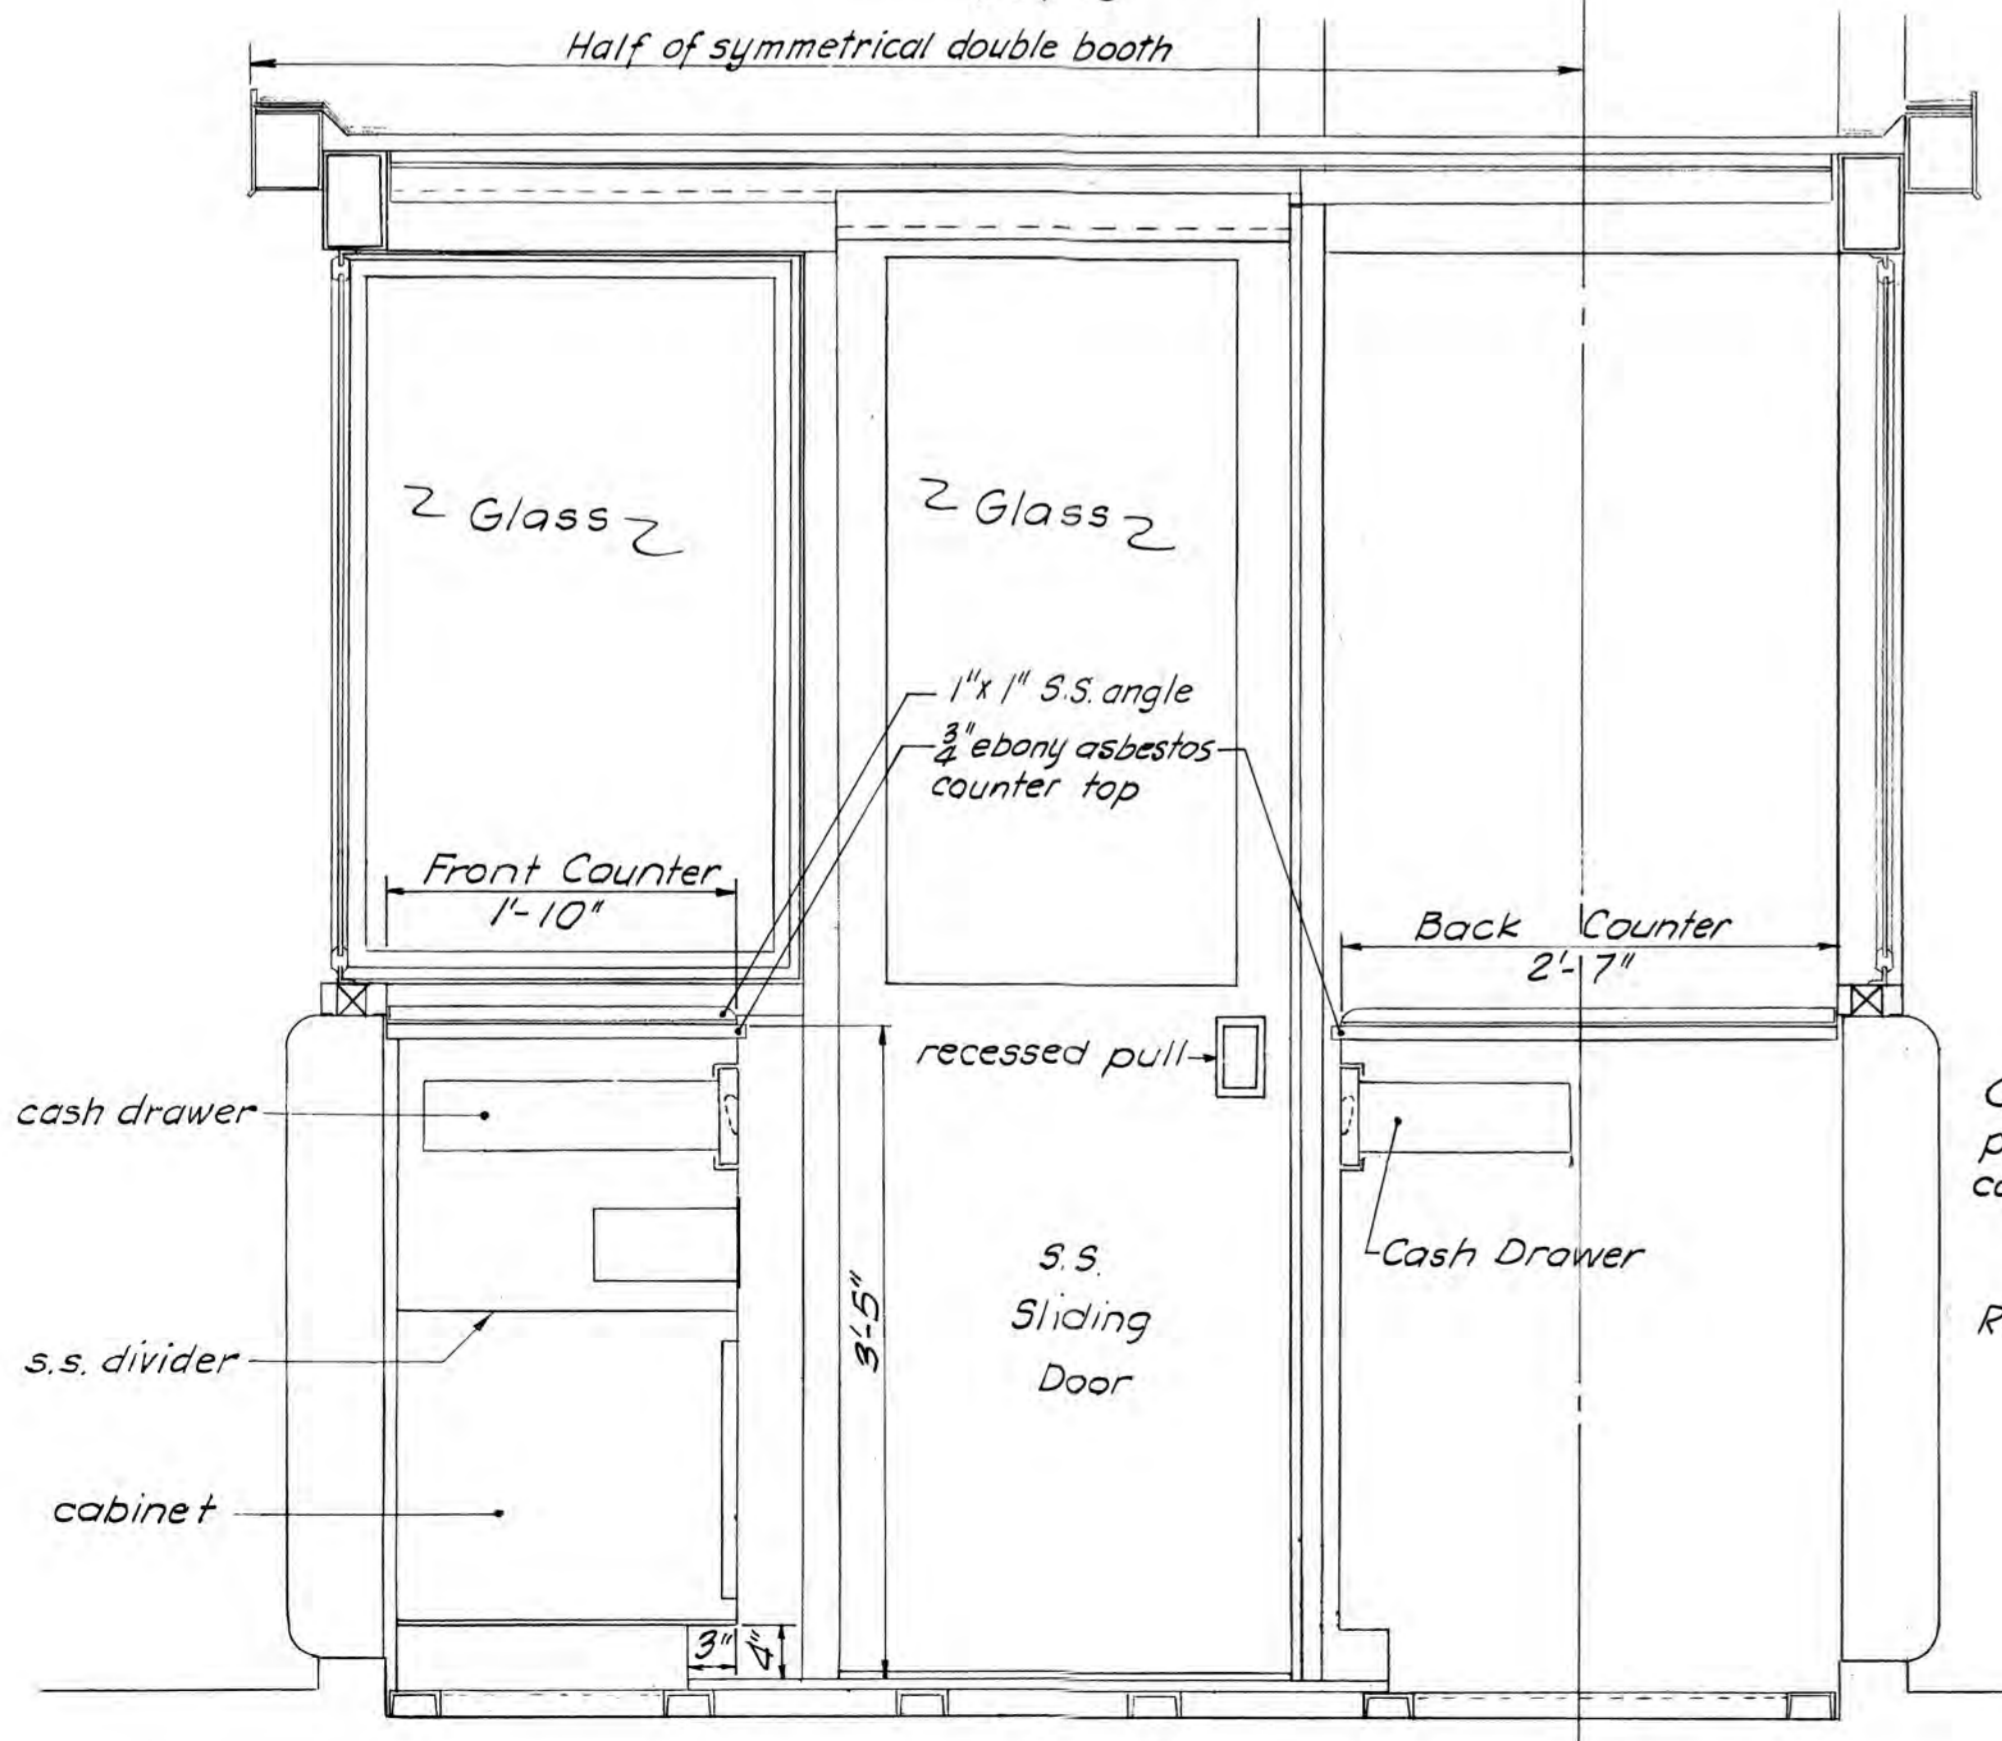 Half of symmetrical double booth
Glass
Glass
1"x 1" S.S. angle
3/4" ebony asbestos
counter top
Front Counter
1'-10"
Back Counter
2'-7"
recessed pull
cash drawer
Cash Drawer
S.S.
Sliding
Door
3'-5"
s.s. divider
cabinet
3"
4"